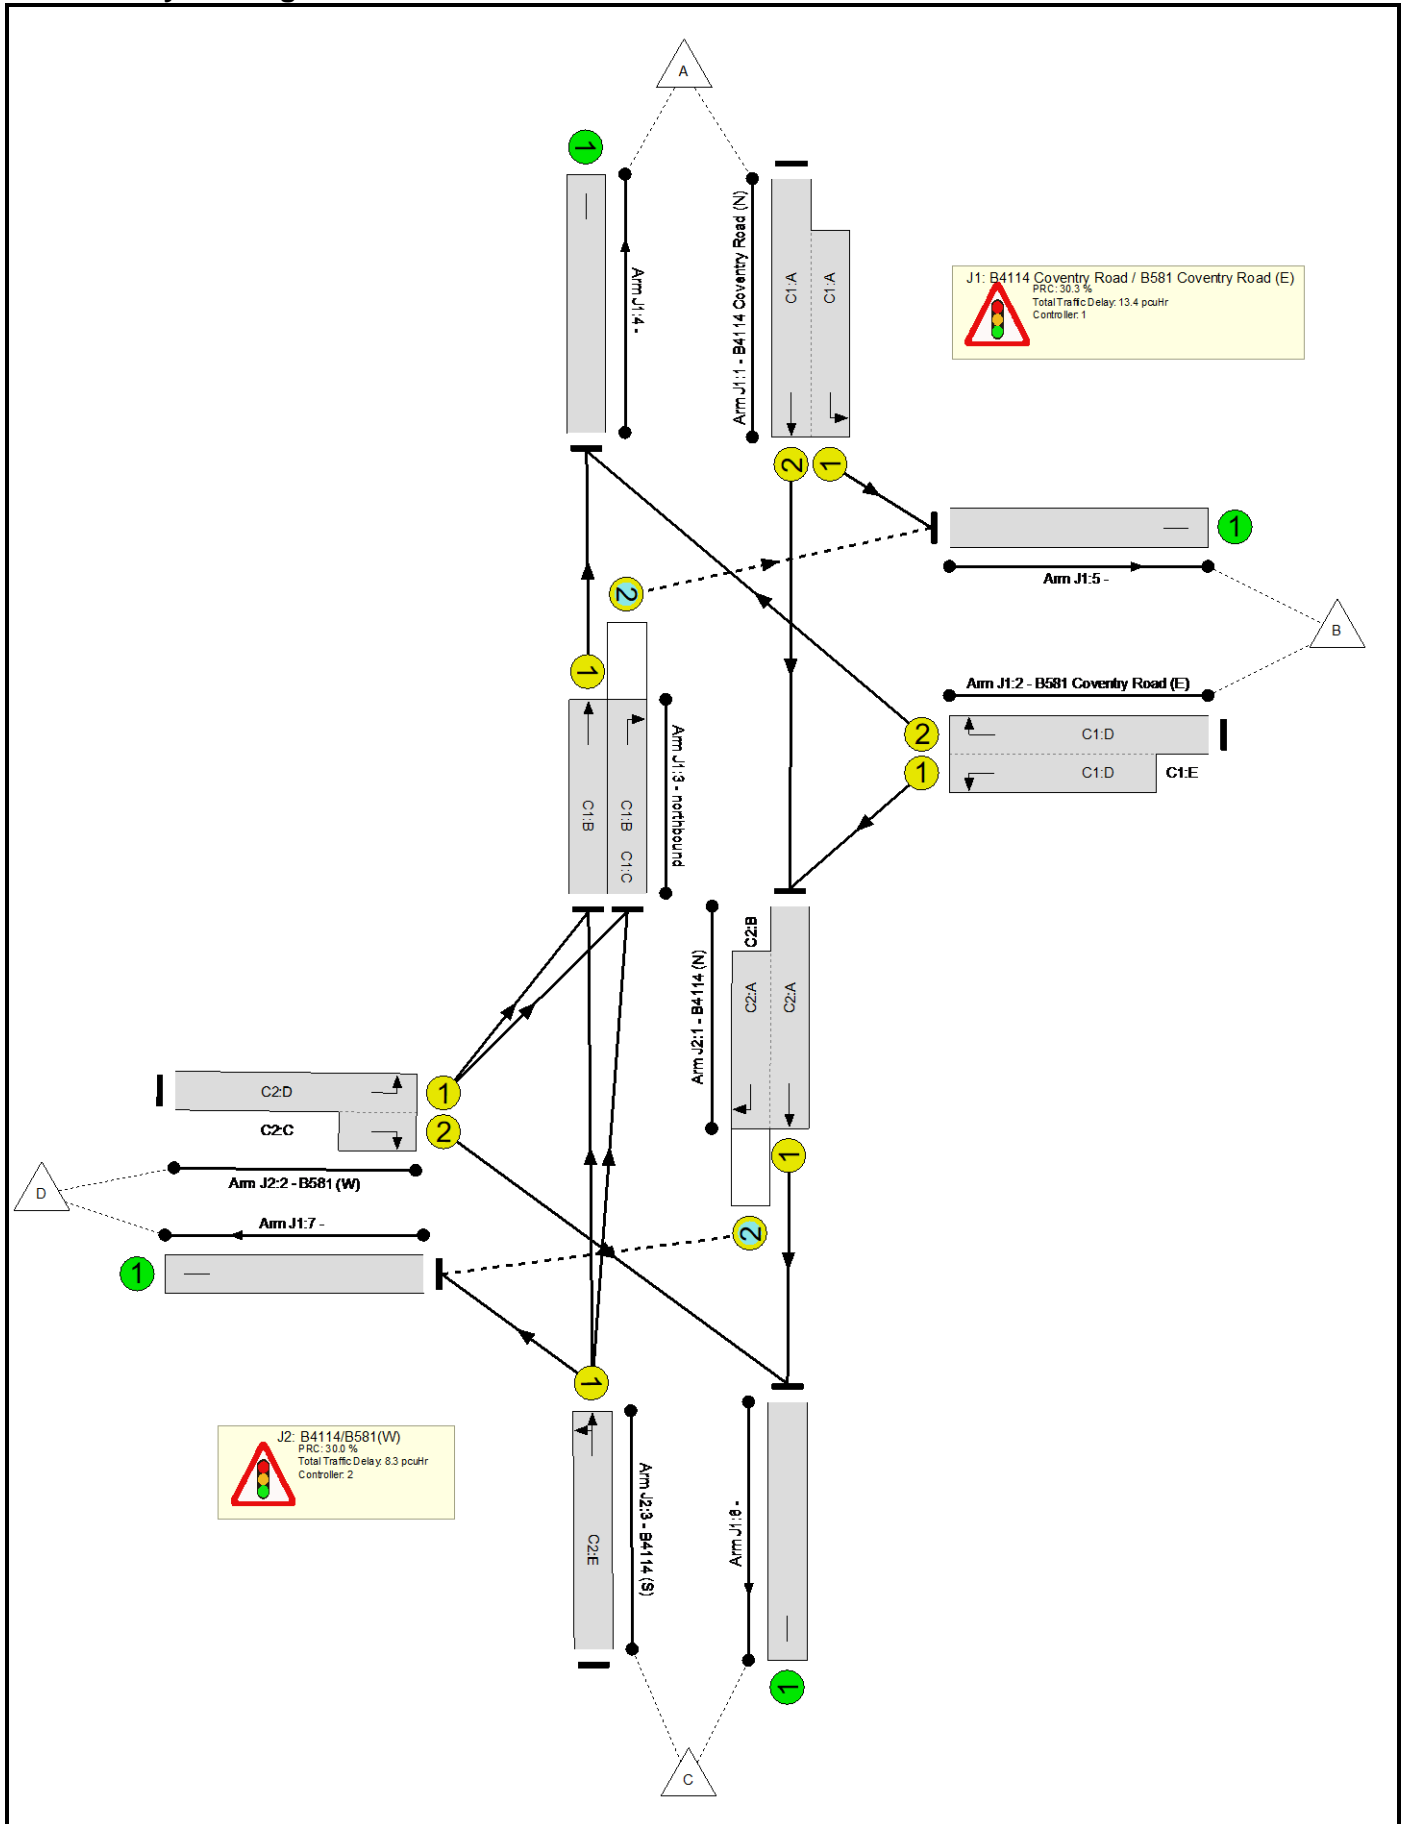 A
1
Arm J1:4 -
Arm J1:1 - B4114 Coventry Road (N)
C1:A
C1:A
J1: B4114 Coventry Road / B581 Coventry Road (E)
PRC: 30.3 %
Total Traffic Delay: 13.4 pcuHr
Controller: 1
2
1
1
Arm J1:5 -
2
B
1
Arm J1:2 - B581 Coventry Road (E)
2
C1:D
1
C1:D
C1:E
C1:B
C1:B
C1:C
Arm J1:3 - northbound
Arm J2:1 - B4114 (N)
C2:B
C2:A
C2:A
C2:D
1
C2:C
2
1
Arm J2:2 - B581 (W)
D
Arm J1:7 -
2
1
1
J2: B4114/B581(W)
PRC: 30.0 %
Total Traffic Delay: 8.3 pcuHr
Controller: 2
C2:E
Arm J2:3 - B4114 (S)
Arm J1:6 -
1
C